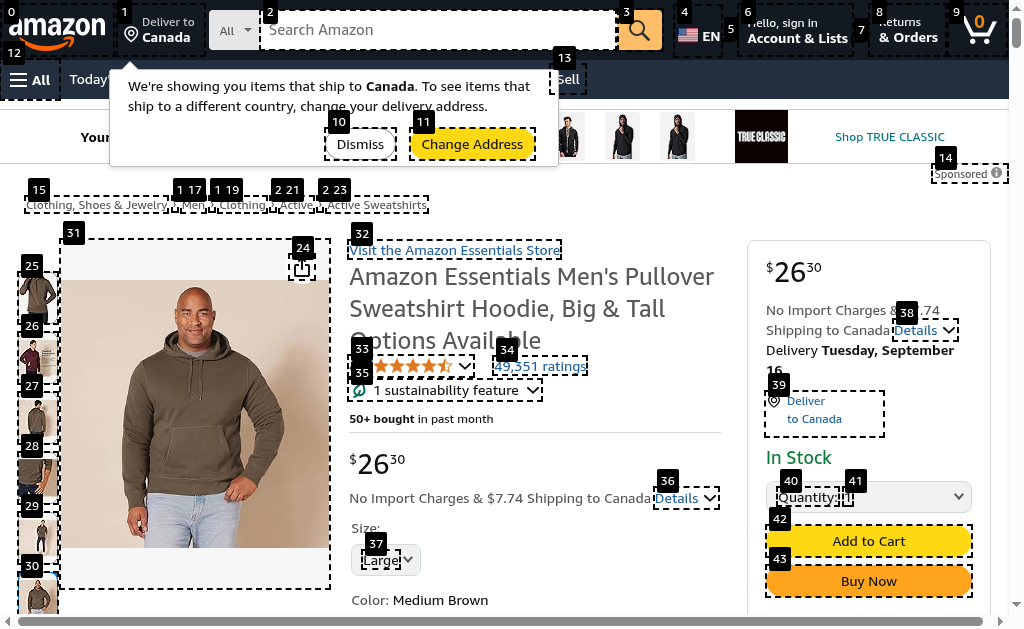 0
1
2
3
4
5
6
7
8
9
amazon
Deliver to
Canada
All
Search Amazon
EN
Hello, sign in
Account & Lists
Returns
& Orders
0
12
13
All
Today'
Sell
We're showing you items that ship to Canada. To see items that
ship to a different country, change your delivery address.
10
11
Dismiss
Change Address
Your
TRUE CLASSIC
Shop TRUE CLASSIC
14
Sponsored
15
1 17
1 19
2 21
2 23
Clothing, Shoes & Jewelry › Men › Clothing › Active › Active Sweatshirts
31
24
25
26
27
28
29
30
32
Visit the Amazon Essentials Store
Amazon Essentials Men's Pullover
Sweatshirt Hoodie, Big & Tall
Options Available
33
34
49,351 ratings
35
1 sustainability feature
50+ bought in past month
$26 30
36
No Import Charges & $7.74 Shipping to Canada Details
Size:
37
Large
Color: Medium Brown
$26 30
No Import Charges & $7.74
38
Shipping to Canada Details
Delivery Tuesday, September
16
39
Deliver
to Canada
In Stock
40
41
Quantity: 1
42
Add to Cart
43
Buy Now